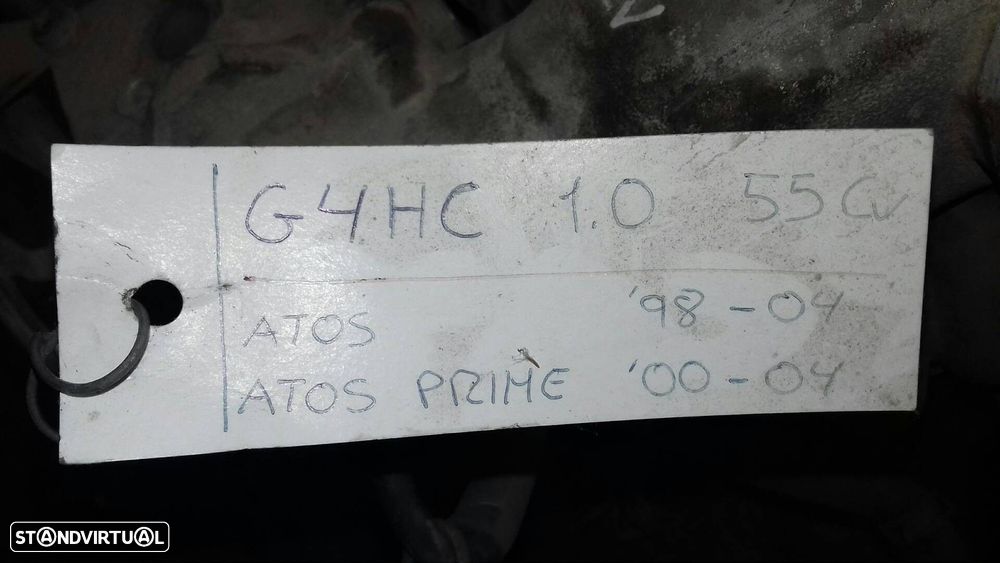 G4HC 1.0 55Cv
ATOS '98-04
ATOS PRIME '00-04
STANDVIRTUAL